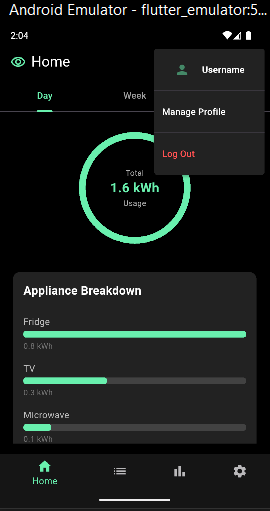 Android Emulator - flutter_emulator:5...
2:04
Home
Username
Day
Week
Manage Profile
Log Out
Total
1.6 kWh
Usage
Appliance Breakdown
Fridge
0.8 kWh
TV
0.3 kWh
Microwave
0.1 kWh
Home